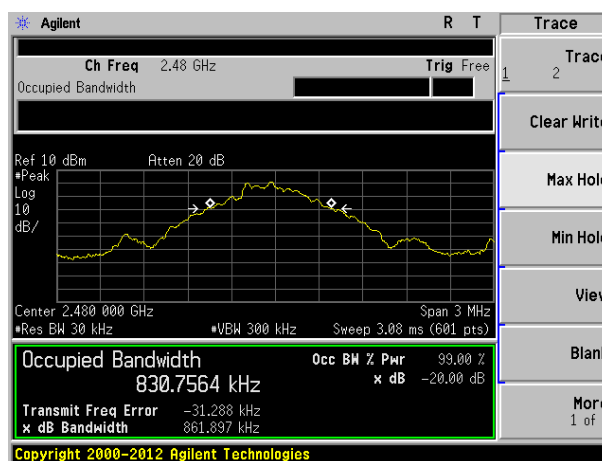 Agilent R T Trace
Ch Freq 2.48 GHz Trig Free
Occupied Bandwidth
Trace
1 2
Clear Write
Max Hold
Min Hold
View
Blank
More
1 of
Ref 10 dBm Atten 20 dB
#Peak
Log
10
dB/
Center 2.480 000 GHz Span 3 MHz
#Res BW 30 kHz #VBW 300 kHz Sweep 3.08 ms (601 pts)
Occupied Bandwidth Occ BW % Pwr 99.00 %
830.7564 kHz x dB -20.00 dB
Transmit Freq Error -31.288 kHz
x dB Bandwidth 861.897 kHz
Copyright 2000-2012 Agilent Technologies